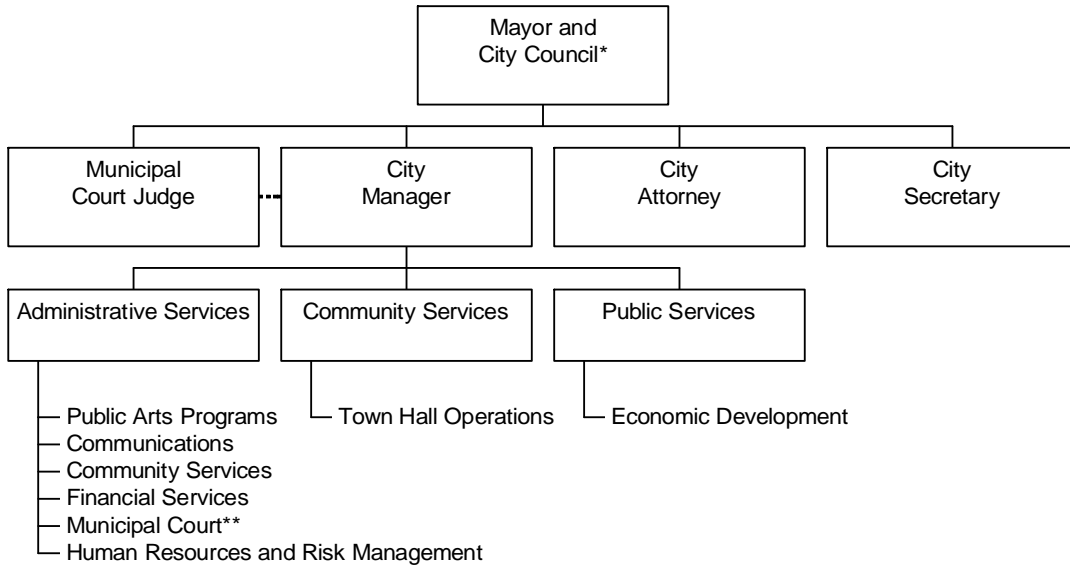 Mayor and
City Council*
Municipal
Court Judge
City
Manager
City
Attorney
City
Secretary
Administrative Services
Community Services
Public Services
Public Arts Programs
Communications
Community Services
Financial Services
Municipal Court**
Human Resources and Risk Management
Town Hall Operations
Economic Development